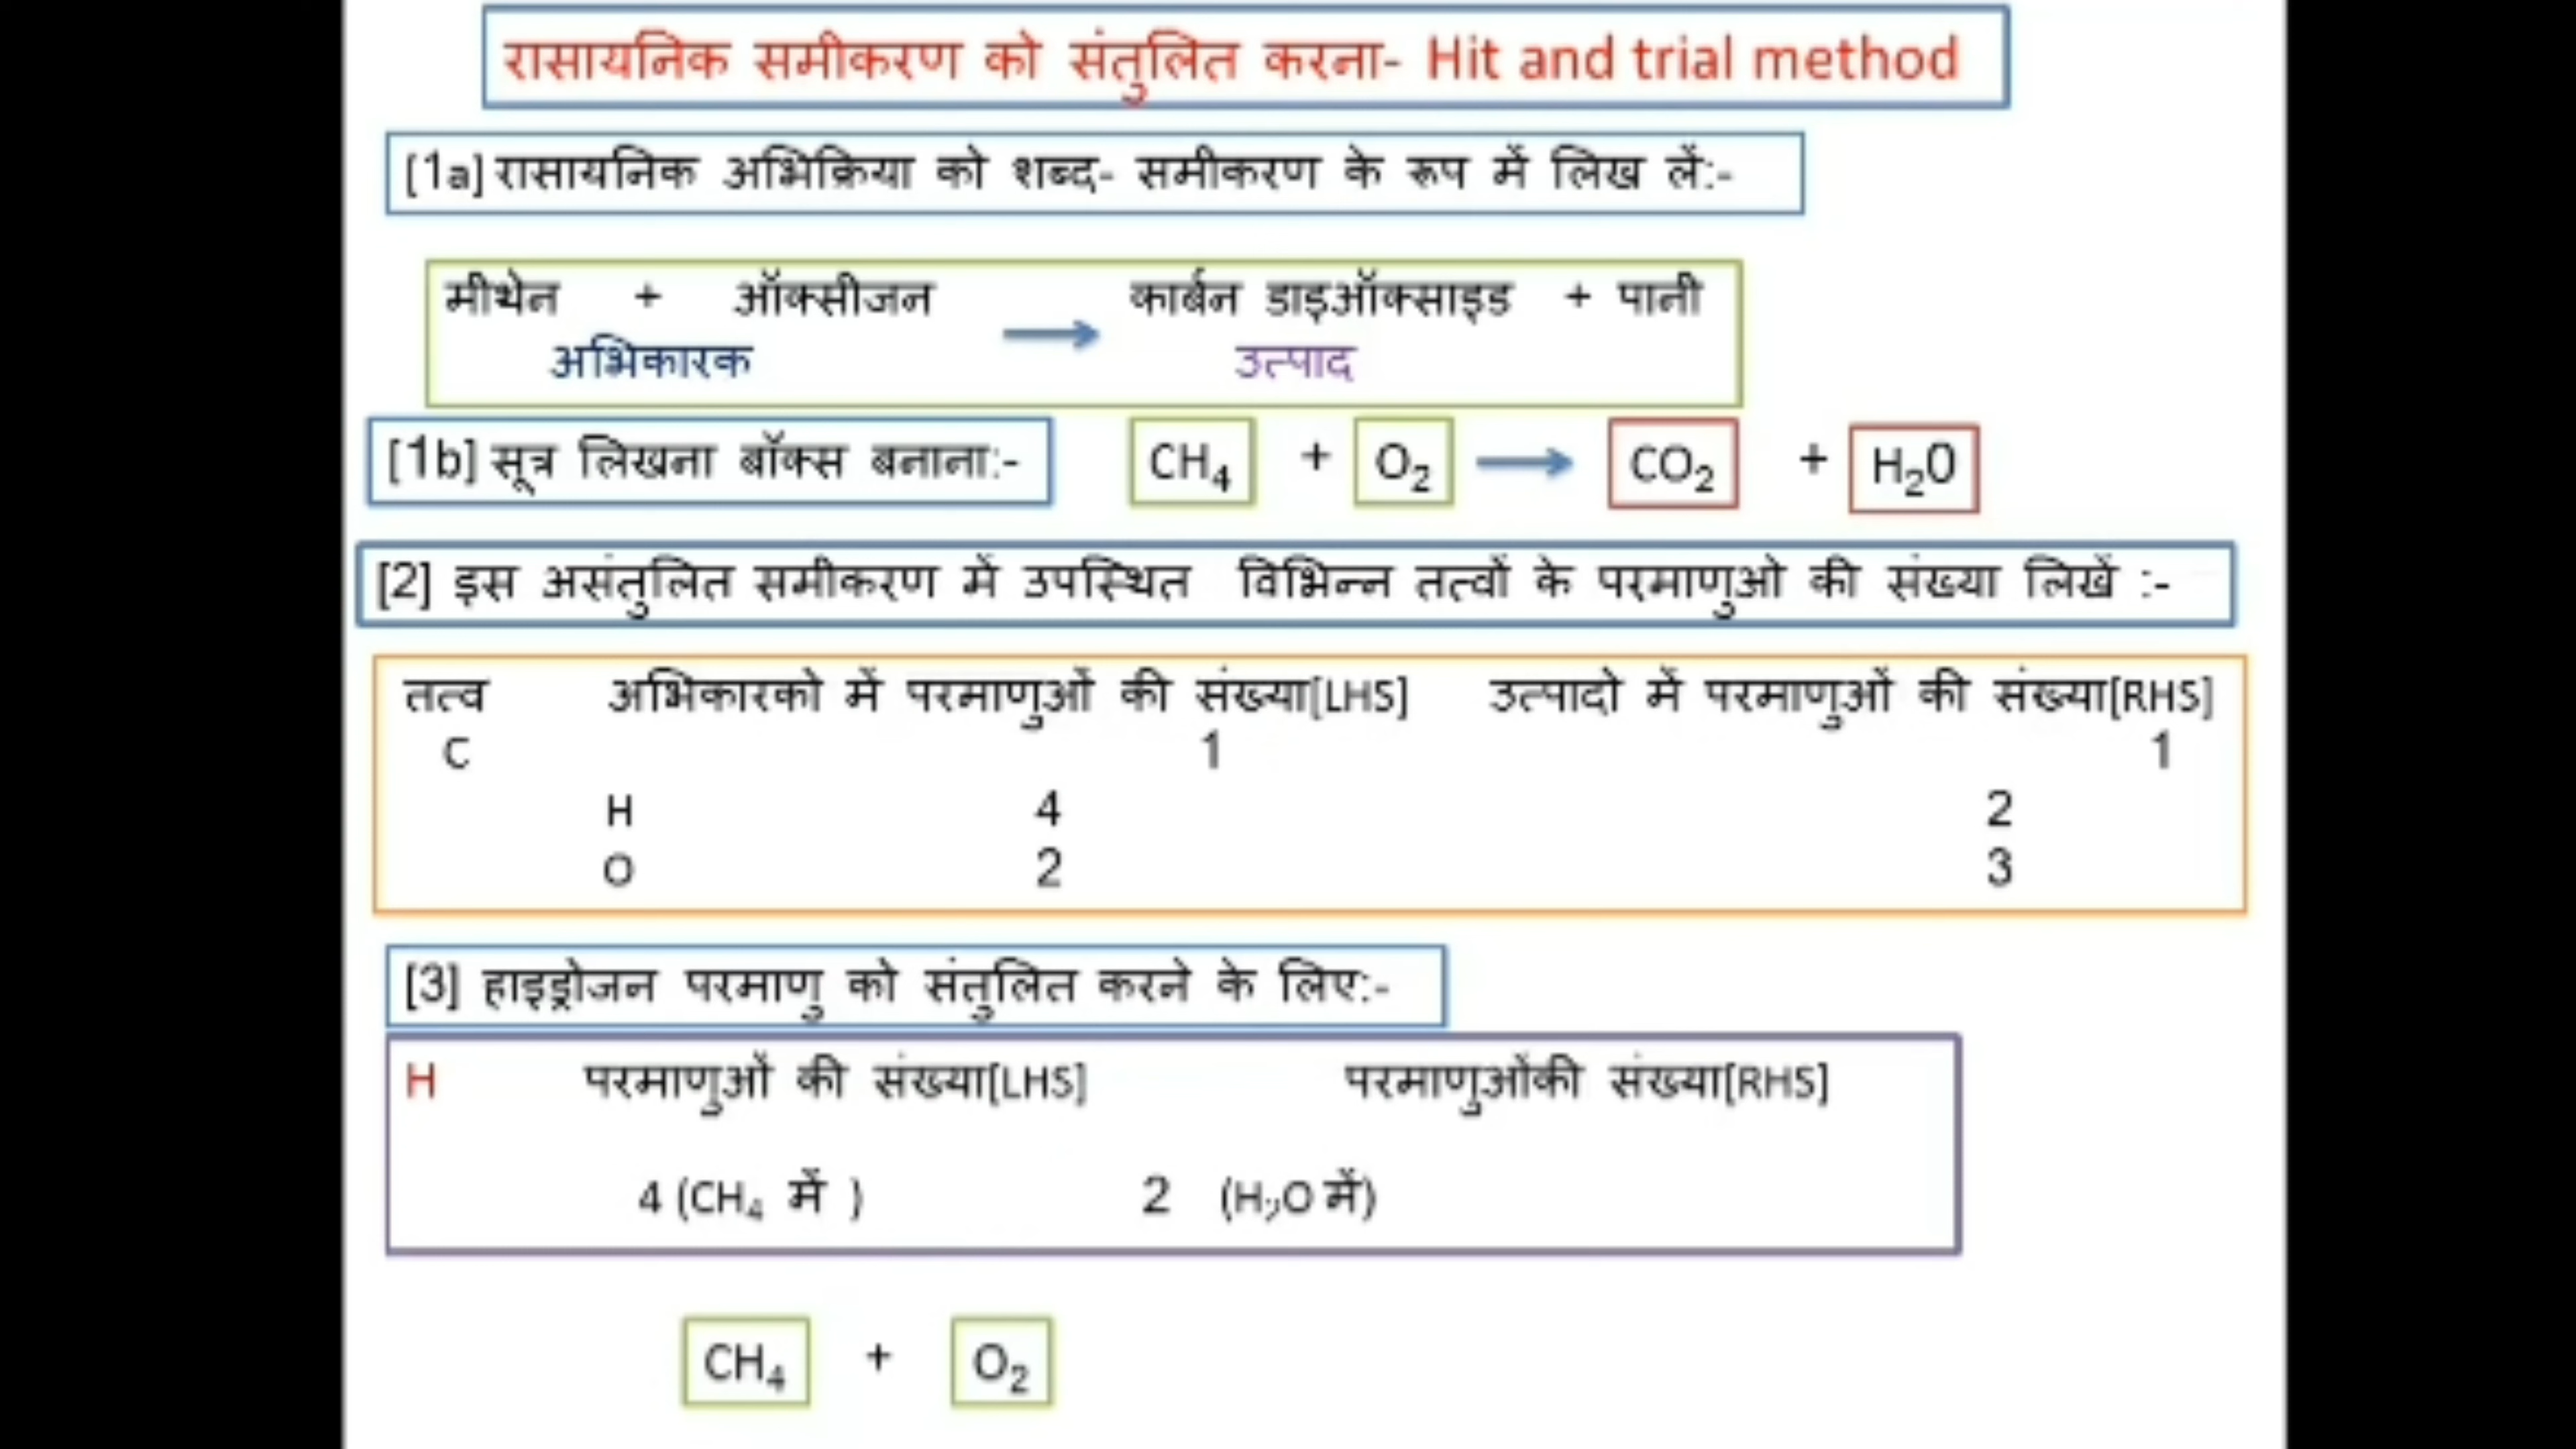 रासायनिक समीकरण को संतुलित करना- Hit and trial method
[1a] रासायनिक अभिक्रिया को शब्द- समीकरण के रूप में लिख लें:-
मीथेन + ऑक्सीजन → कार्बन डाइऑक्साइड + पानी
अभिकारक उत्पाद
[1b] सूत्र लिखना बॉक्स बनाना:- CH₄ + O₂ → CO₂ + H₂O
[2] इस असंतुलित समीकरण में उपस्थित विभिन्न तत्वों के परमाणुओ की संख्या लिखें :-
तत्व अभिकारको में परमाणुओं की संख्या[LHS] उत्पादो में परमाणुओं की संख्या[RHS]
C 1 1
H 4 2
O 2 3
[3] हाइड्रोजन परमाणु को संतुलित करने के लिए:-
H परमाणुओं की संख्या[LHS] परमाणुओंकी संख्या[RHS]
4 (CH₄ में ) 2 (H₂O में)
CH₄ + O₂